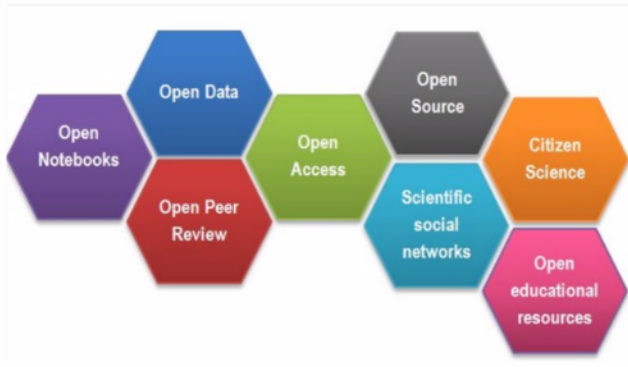 Open
Notebooks
Open Data
Open Peer
Review
Open
Access
Open
Source
Scientific
social
networks
Citizen
Science
Open
educational
resources